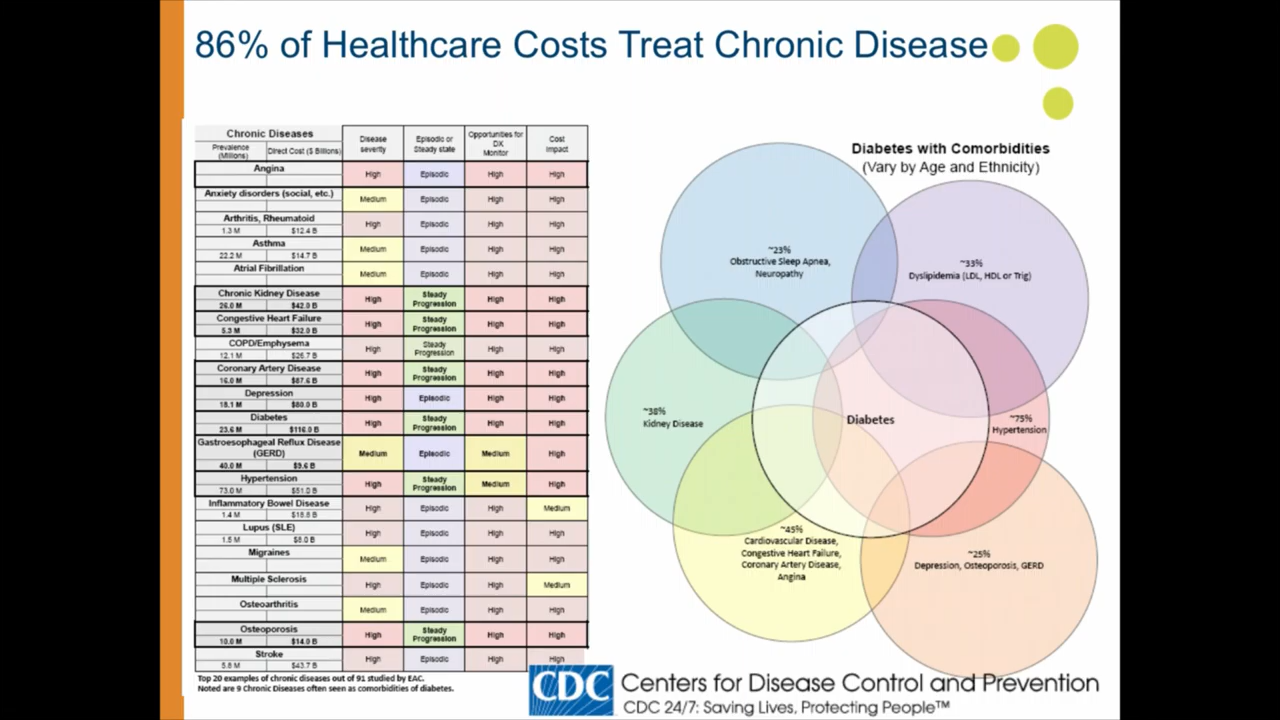 86% of Healthcare Costs Treat Chronic Disease
Chronic Diseases
Prevalence (Millions) Direct Cost ($ Billions) Disease severity Episodic or Steady state Opportunities for DX Monitor Cost Impact
Angina High Episodic High High
Anxiety disorders (social, etc.) Medium Episodic High High
Arthritis, Rheumatoid High Episodic High High
1.3 M $12.4 B
Asthma Medium Episodic High High
22.2 M $14.7 B
Atrial Fibrillation Medium Episodic High High
Chronic Kidney Disease High Steady Progression High High
26.0 M $42.0 B
Congestive Heart Failure High Steady Progression High High
5.3 M $32.0 B
COPD/Emphysema High Steady Progression High High
12.1 M $26.7 B
Coronary Artery Disease High Steady Progression High High
16.0 M $87.6 B
Depression High Episodic High High
18.1 M $80.0 B
Diabetes High Steady Progression High High
23.6 M $116.0 B
Gastroesophageal Reflux Disease (GERD) Medium Episodic Medium High
40.0 M $9.6 B
Hypertension High Steady Progression Medium High
73.0 M $51.0 B
Inflammatory Bowel Disease High Episodic High Medium
1.4 M
Lupus (SLE) High Episodic High High
1.5 M $8.0 B
Migraines Medium Episodic High High
Multiple Sclerosis High Episodic High Medium
Osteoarthritis Medium Episodic High High
Osteoporosis High Steady Progression High High
10.0 M $14.0 B
Stroke High Episodic High High
5.8 M $43.7 B
Top 20 examples of chronic diseases out of 91 studied by EAC.
Noted are 9 Chronic Diseases often seen as comorbidities of diabetes.
Diabetes with Comorbidities
(Vary by Age and Ethnicity)
~23%
Obstructive Sleep Apnea,
Neuropathy
~33%
Dyslipidemia (LDL, HDL or Trig)
~38%
Kidney Disease
Diabetes
~75%
Hypertension
~45%
Cardiovascular Disease,
Congestive Heart Failure,
Coronary Artery Disease,
Angina
~25%
Depression, Osteoporosis, GERD
CDC
Centers for Disease Control and Prevention
CDC 24/7: Saving Lives, Protecting People™